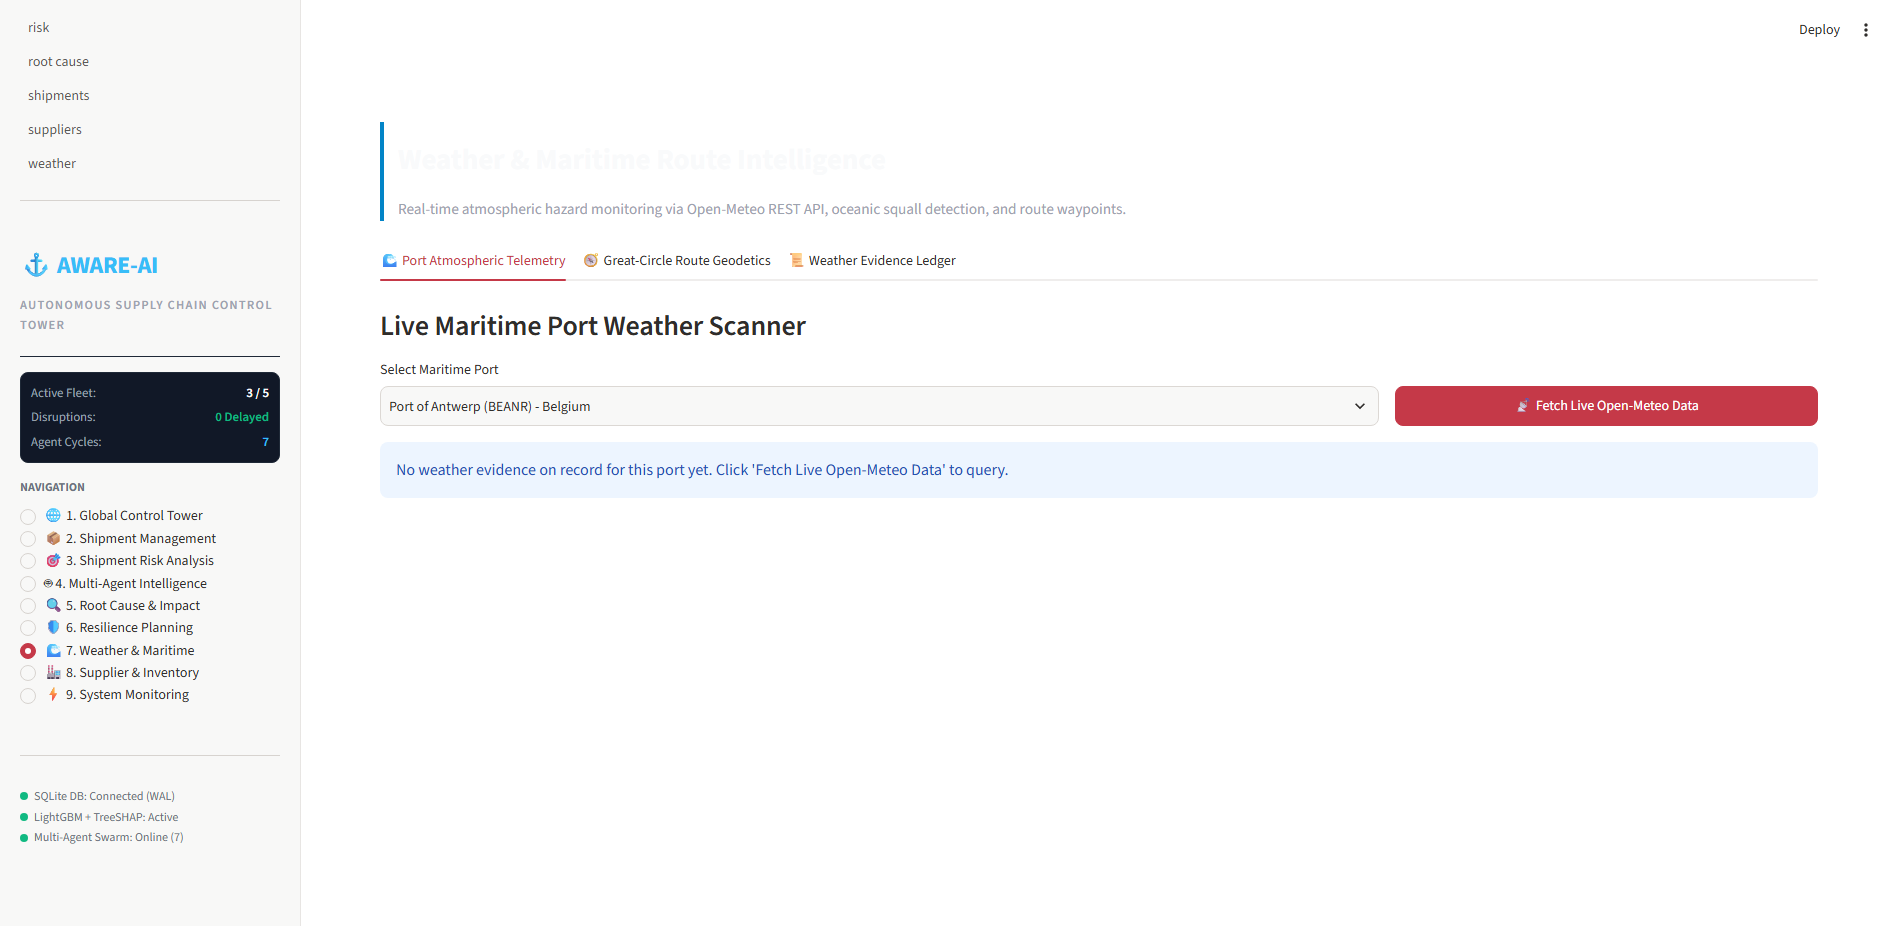 risk
root cause
shipments
suppliers
weather
AWARE-AI
AUTONOMOUS SUPPLY CHAIN CONTROL
TOWER
Active Fleet: 3 / 5
Disruptions: 0 Delayed
Agent Cycles: 7
NAVIGATION
1. Global Control Tower
2. Shipment Management
3. Shipment Risk Analysis
4. Multi-Agent Intelligence
5. Root Cause & Impact
6. Resilience Planning
7. Weather & Maritime
8. Supplier & Inventory
9. System Monitoring
SQLite DB: Connected (WAL)
LightGBM + TreeSHAP: Active
Multi-Agent Swarm: Online (7)
Deploy
Weather & Maritime Route Intelligence
Real-time atmospheric hazard monitoring via Open-Meteo REST API, oceanic squall detection, and route waypoints.
Port Atmospheric Telemetry Great-Circle Route Geodetics Weather Evidence Ledger
Live Maritime Port Weather Scanner
Select Maritime Port
Port of Antwerp (BEANR) - Belgium
Fetch Live Open-Meteo Data
No weather evidence on record for this port yet. Click 'Fetch Live Open-Meteo Data' to query.